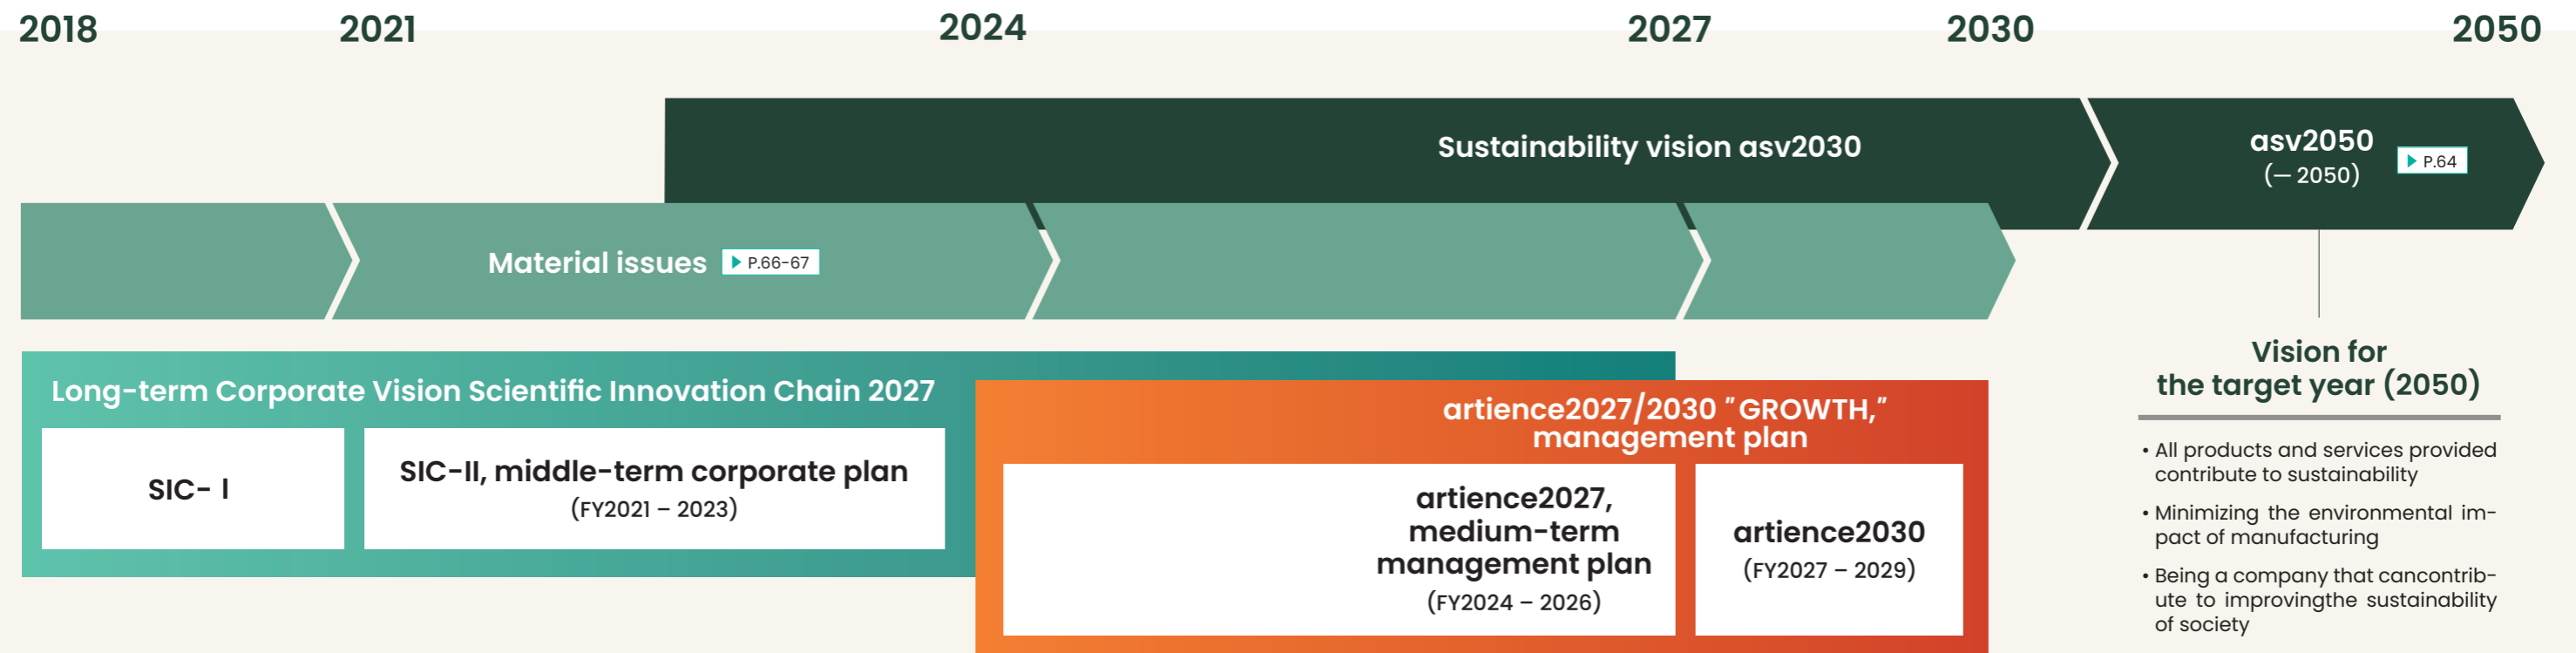 2018 2021 2024 2027 2030 2050
Sustainability vision asv2030
asv2050
(— 2050)
P.64
Material issues P.66-67
Long-term Corporate Vision Scientific Innovation Chain 2027
SIC- I
SIC-II, middle-term corporate plan
(FY2021 – 2023)
artience2027/2030 "GROWTH,"
management plan
artience2027,
medium-term
management plan
(FY2024 – 2026)
artience2030
(FY2027 – 2029)
Vision for
the target year (2050)
• All products and services provided
contribute to sustainability
• Minimizing the environmental im-
pact of manufacturing
• Being a company that cancontrib-
ute to improvingthe sustainability
of society